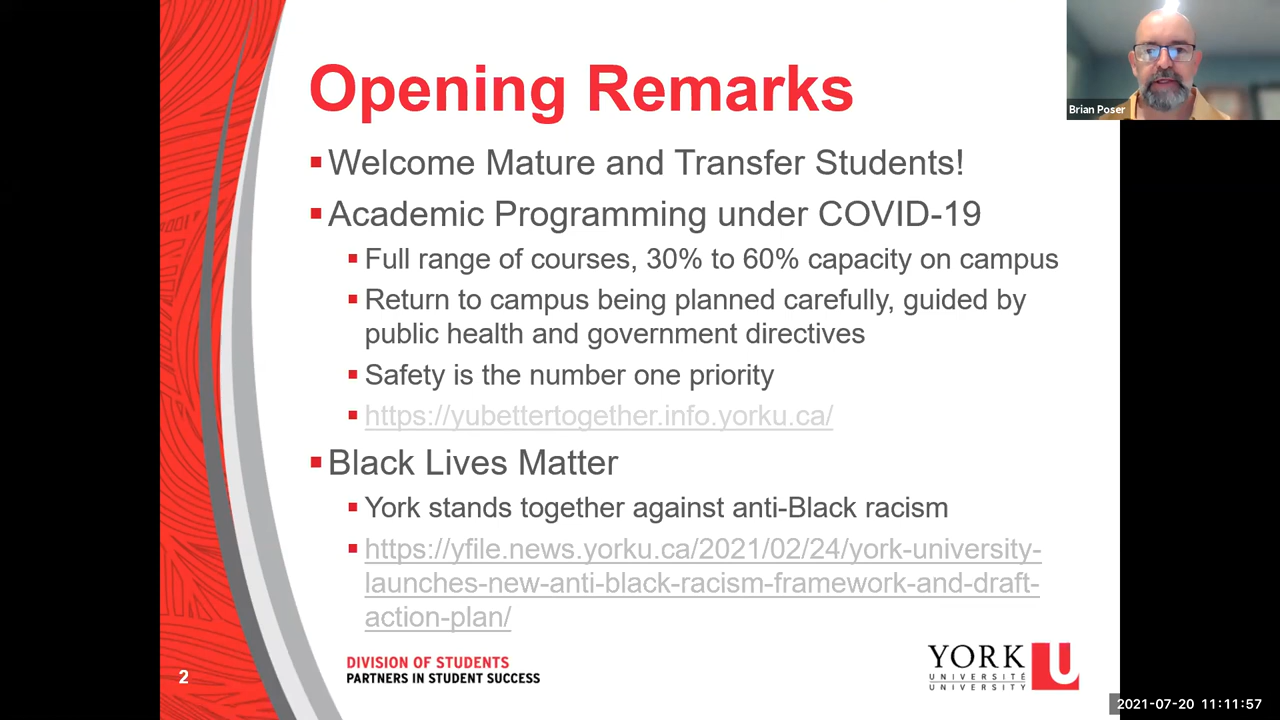 Opening Remarks
Welcome Mature and Transfer Students!
Academic Programming under COVID-19
Full range of courses, 30% to 60% capacity on campus
Return to campus being planned carefully, guided by
public health and government directives
Safety is the number one priority
https://yubettertogether.info.yorku.ca/
Black Lives Matter
York stands together against anti-Black racism
https://yfile.news.yorku.ca/2021/02/24/york-university-
launches-new-anti-black-racism-framework-and-draft-
action-plan/
2
DIVISION OF STUDENTS
PARTNERS IN STUDENT SUCCESS
YORK U
UNIVERSITÉ
UNIVERSITY
Brian Poser
2021-07-20 11:11:57